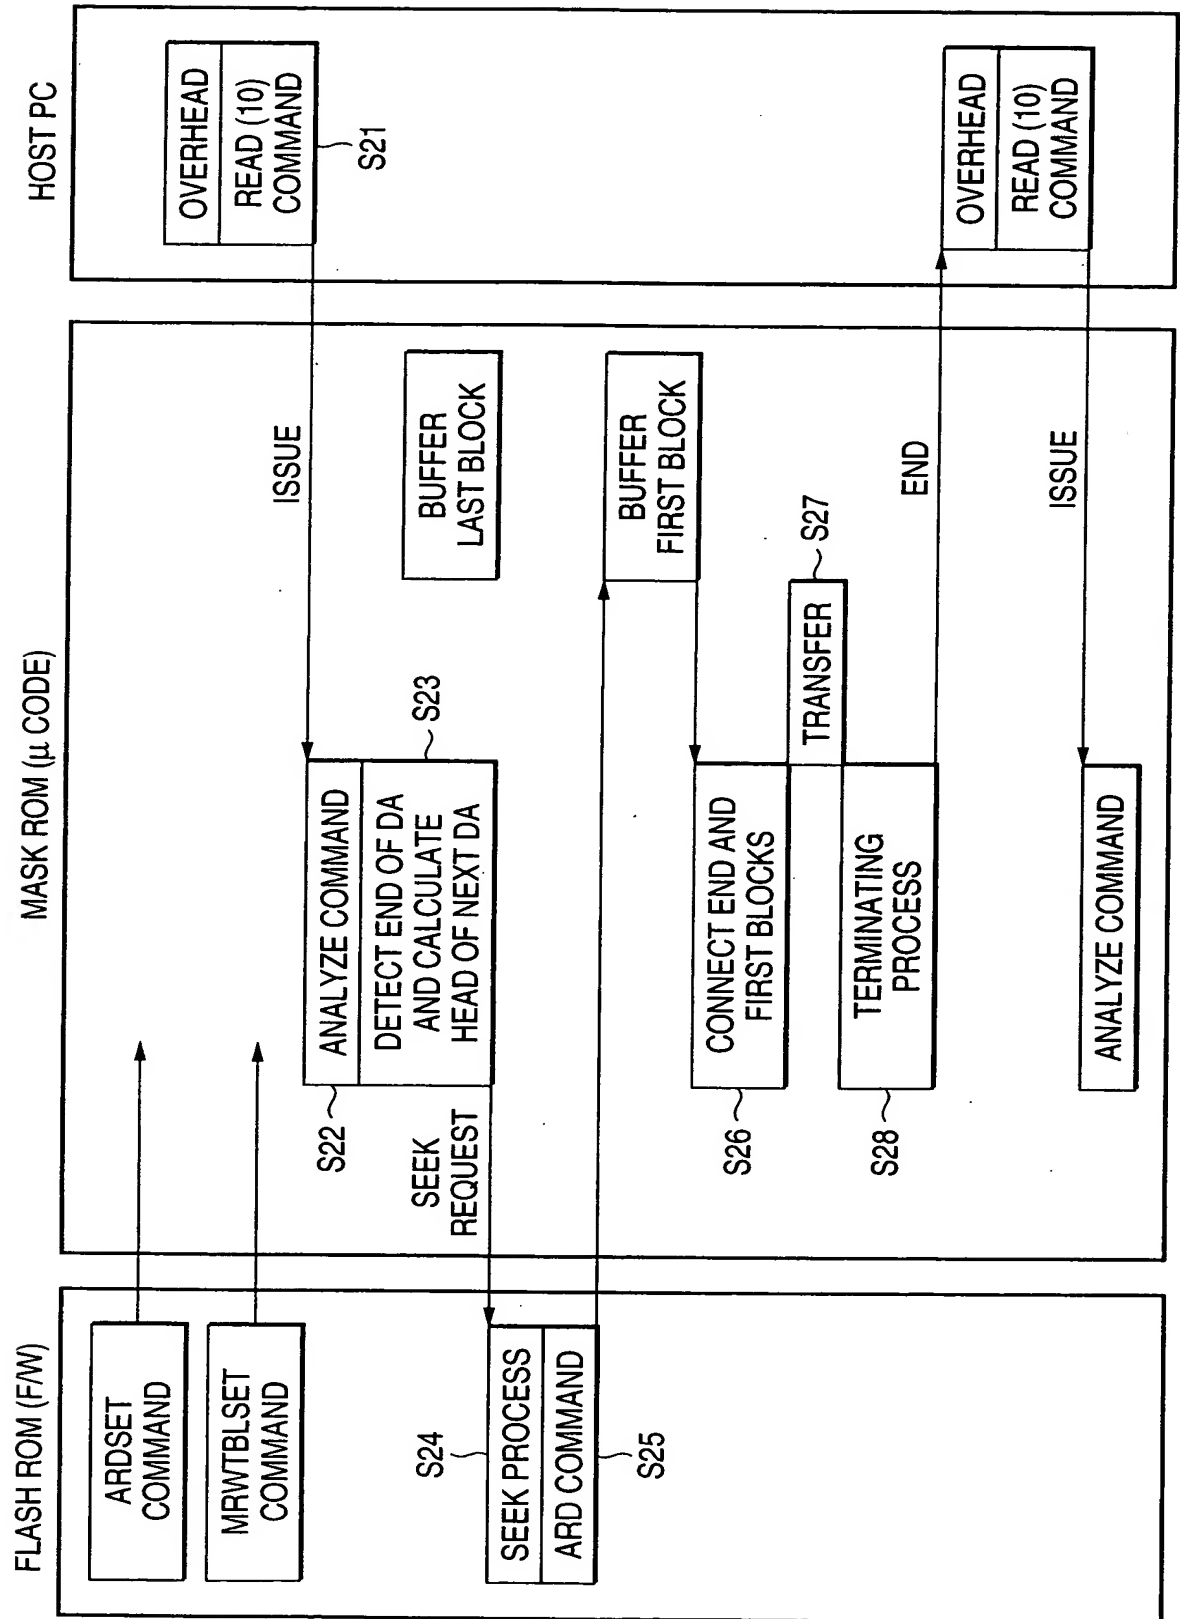 FLASH ROM (F/W)
MASK ROM (μ CODE)
HOST PC
ARDSET
COMMAND
MRWTBLSET
COMMAND
OVERHEAD
READ (10)
COMMAND
S21
ISSUE
S22
ANALYZE COMMAND
DETECT END OF DA
AND CALCULATE
HEAD OF NEXT DA
S23
BUFFER
LAST BLOCK
SEEK
REQUEST
S24
SEEK PROCESS
ARD COMMAND
S25
BUFFER
FIRST BLOCK
S26
CONNECT END AND
FIRST BLOCKS
TRANSFER
S27
S28
TERMINATING
PROCESS
END
OVERHEAD
READ (10)
COMMAND
ISSUE
ANALYZE COMMAND